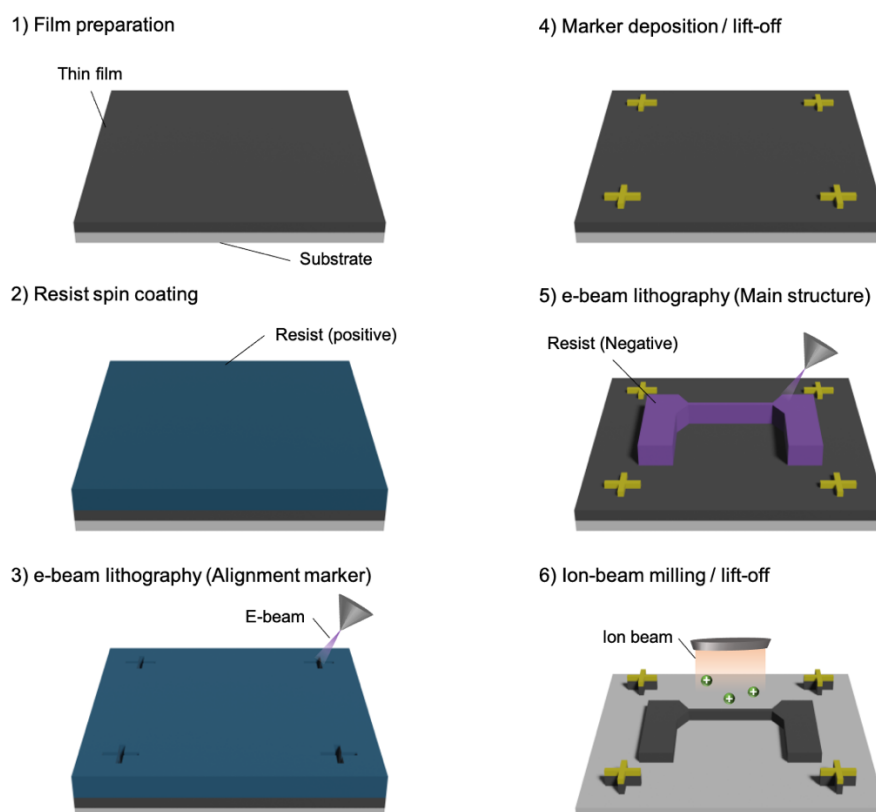 1) Film preparation
Thin film
Substrate
2) Resist spin coating
Resist (positive)
3) e-beam lithography (Alignment marker)
E-beam
4) Marker deposition / lift-off
5) e-beam lithography (Main structure)
Resist (Negative)
6) Ion-beam milling / lift-off
Ion beam